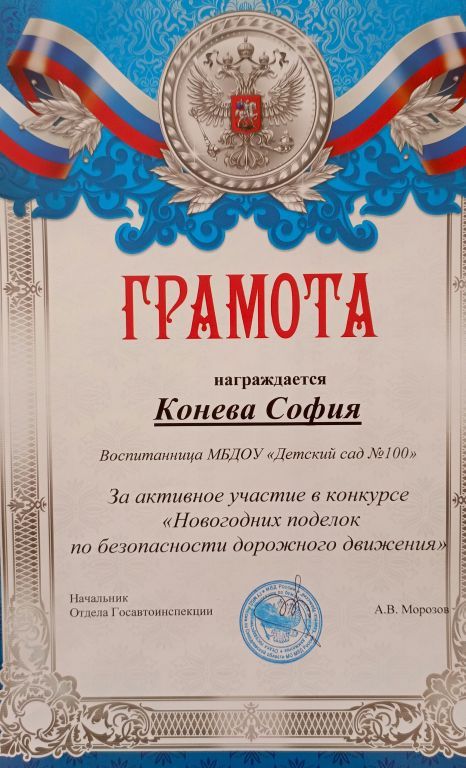 ГРАМОТА
награждается
Конева София
Воспитанница МБДОУ «Детский сад №100»
За активное участие в конкурсе
«Новогодних поделок
по безопасности дорожного движения»
Начальник
Отдела Госавтоинспекции
А.В. Морозов